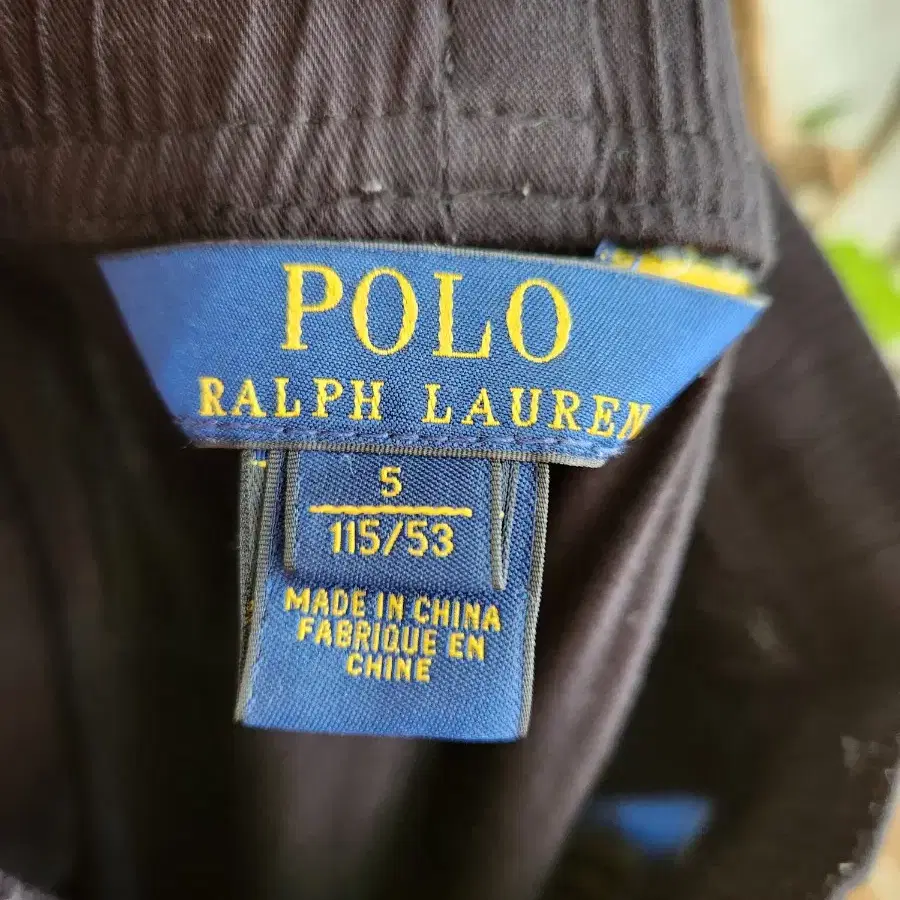 POLO
RALPH LAUREN
5
115/53
MADE IN CHINA
FABRIQUE EN
CHINE